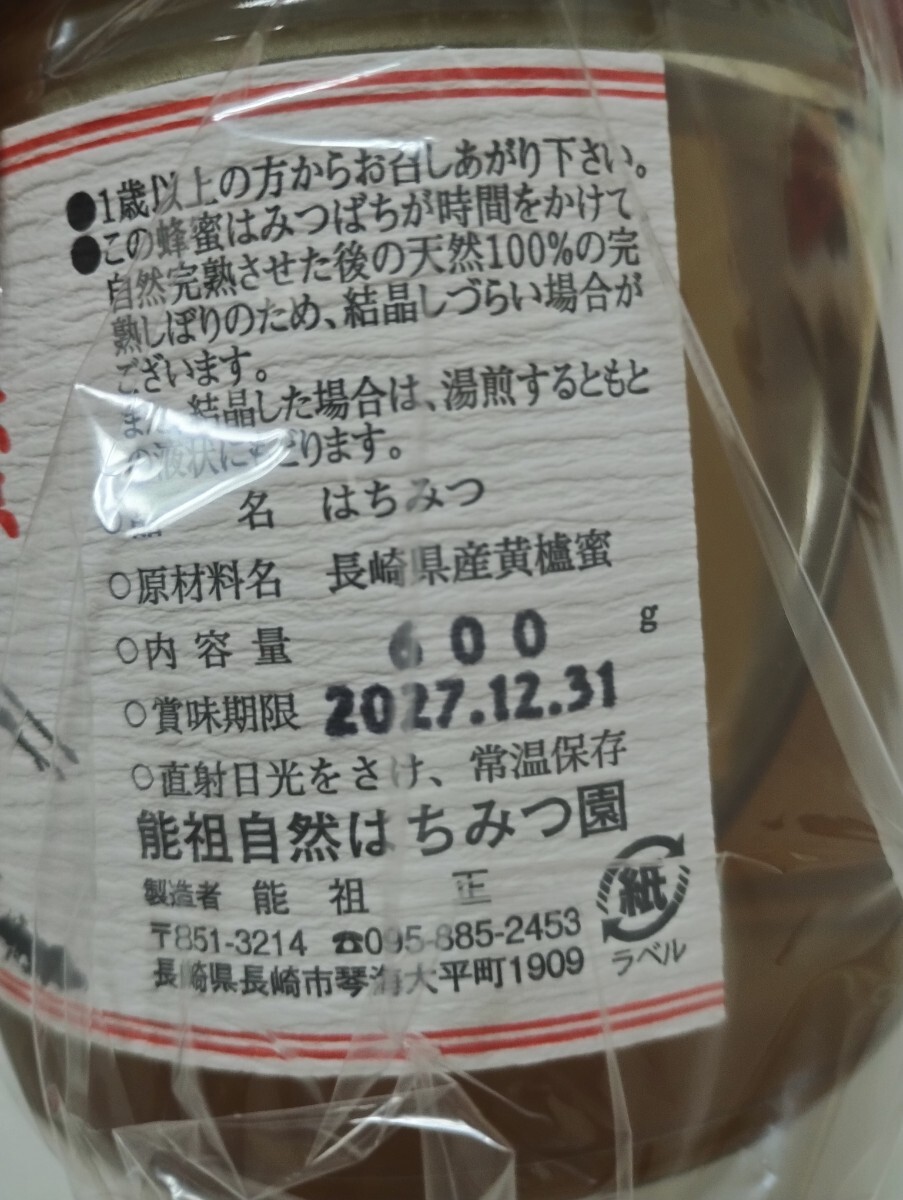 ●1歳以上の方からお召しあがり下さい。
●この蜂蜜はみつばちが時間をかけて
自然完熟させた後の天然100%の完
熟しぼりのため、結晶しづらい場合が
ございます。
また、結晶した場合は、湯煎するともと
の液状にもどります。
名 はちみつ
○原材料名 長崎県産黄櫨蜜
○内容量 600 g
○賞味期限 2027.12.31
○直射日光をさけ、常温保存
能祖自然はちみつ園
製造者 能祖 正
〒851-3214 ☎095-885-2453
長崎県長崎市琴海大平町1909
紙
ラベル